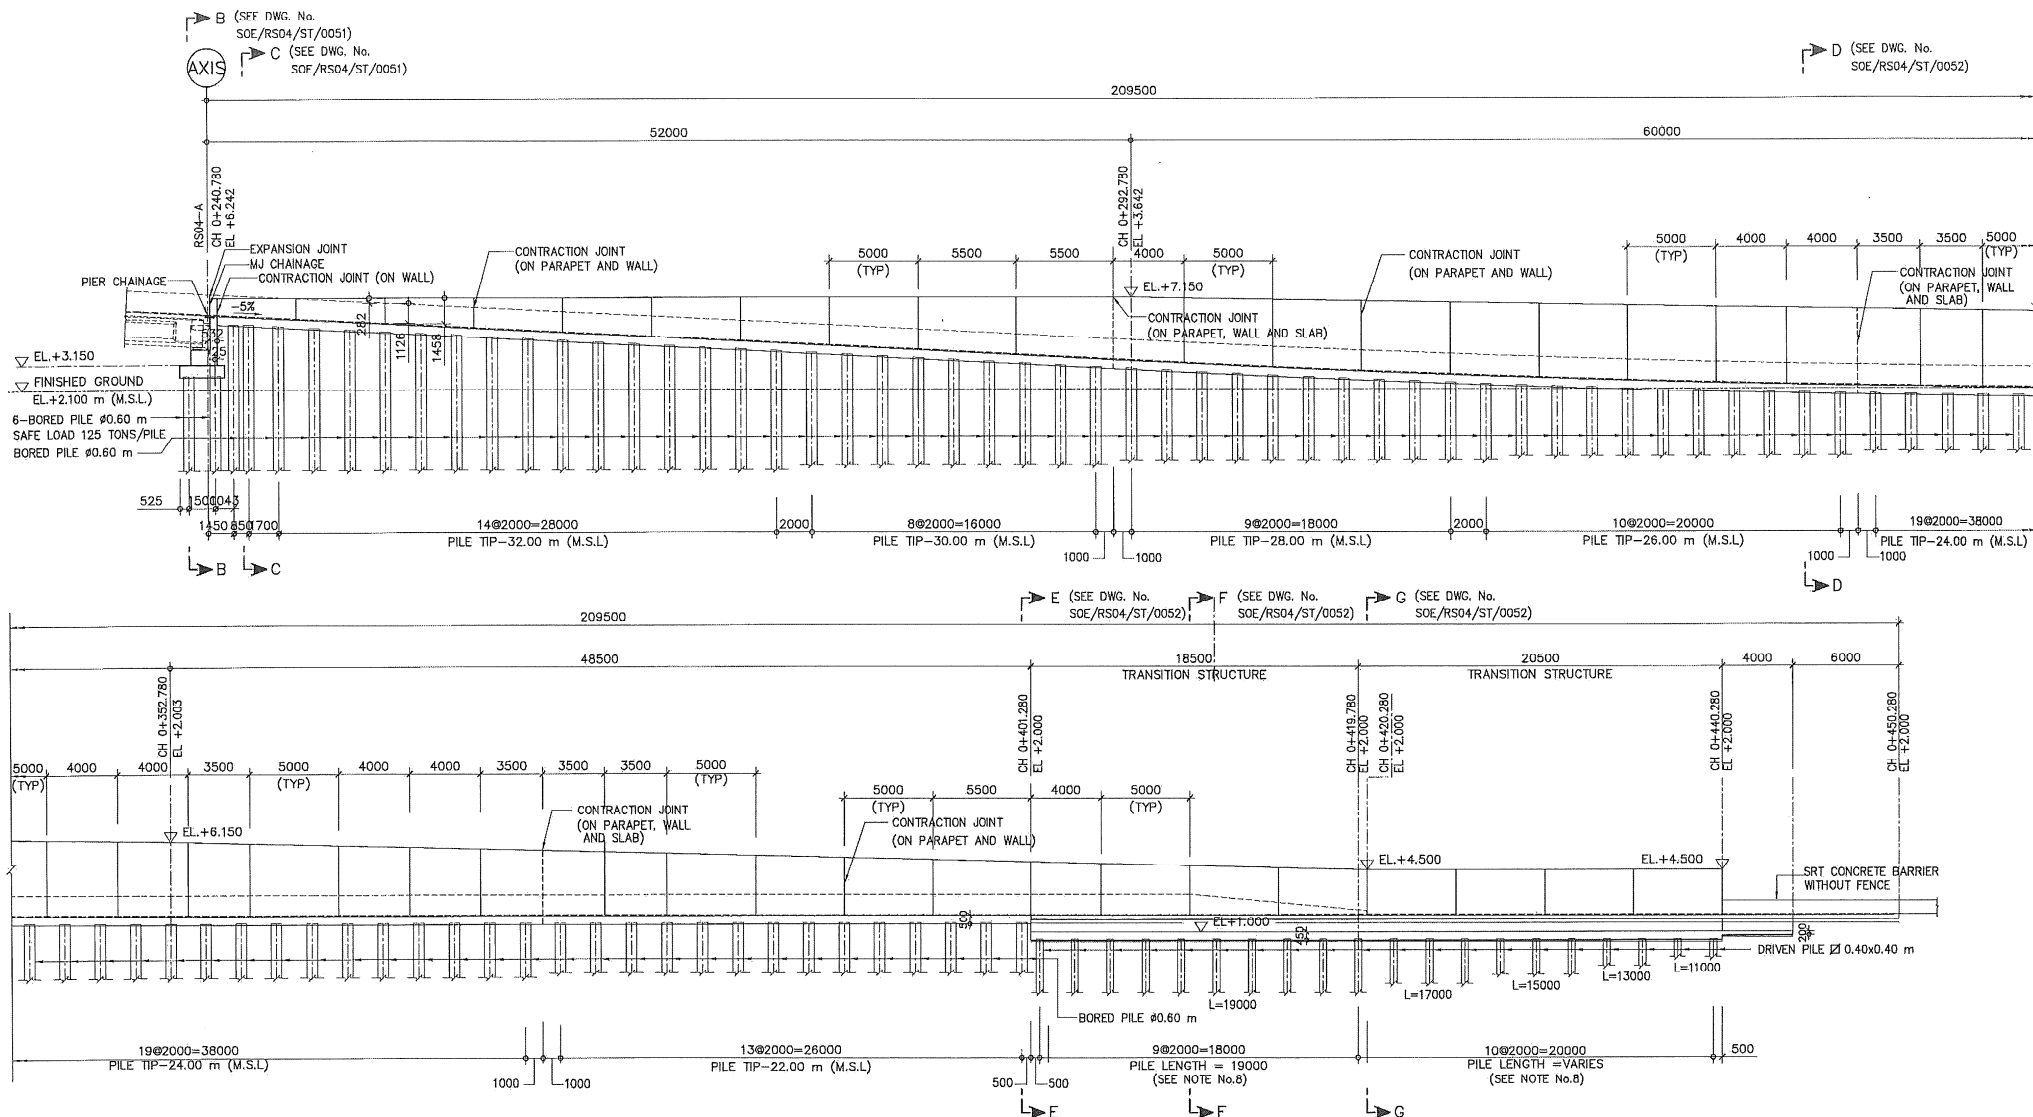 B (SEE DWG. No.
SOE/RS04/ST/0051)
C (SEE DWG. No.
SOE/RS04/ST/0051)
D (SEE DWG. No.
SOE/RS04/ST/0052)
AXIS
209500
52000
60000
RS04-A
CH 0+240.780
EL +6.242
CH 0+292.780
EL +3.642
EXPANSION JOINT
MJ CHAINAGE
CONTRACTION JOINT (ON WALL)
PIER CHAINAGE
CONTRACTION JOINT
(ON PARAPET AND WALL)
5000
(TYP)
5500
5500
4000
5000
(TYP)
CONTRACTION JOINT
(ON PARAPET AND WALL)
5000
(TYP)
4000
4000
3500
3500
5000
(TYP)
CONTRACTION JOINT
(ON PARAPET, WALL
AND SLAB)
EL.+7.150
CONTRACTION JOINT
(ON PARAPET, WALL AND SLAB)
-5%
282
1126
1458
EL.+3.150
FINISHED GROUND
EL.+2.100 m (M.S.L.)
6-BORED PILE ø0.60 m
SAFE LOAD 125 TONS/PILE
BORED PILE ø0.60 m
525
1500
1043
1450
850
1700
14@2000=28000
PILE TIP-32.00 m (M.S.L)
2000
8@2000=16000
PILE TIP-30.00 m (M.S.L)
1000
1000
9@2000=18000
PILE TIP-28.00 m (M.S.L)
2000
10@2000=20000
PILE TIP-26.00 m (M.S.L)
1000
1000
19@2000=38000
PILE TIP-24.00 m (M.S.L)
B
C
D
E (SEE DWG. No.
SOE/RS04/ST/0052)
F (SEE DWG. No.
SOE/RS04/ST/0052)
G (SEE DWG. No.
SOE/RS04/ST/0052)
209500
48500
18500
TRANSITION STRUCTURE
20500
TRANSITION STRUCTURE
4000
6000
CH 0+352.780
EL +2.003
CH 0+401.280
EL +2.000
CH 0+419.780
EL +2.000
CH 0+420.280
EL +2.000
CH 0+440.280
EL +2.000
CH 0+450.280
EL +2.000
5000
(TYP)
4000
4000
3500
5000
(TYP)
4000
4000
3500
3500
3500
5000
(TYP)
5000
(TYP)
5500
4000
5000
(TYP)
EL.+6.150
CONTRACTION JOINT
(ON PARAPET, WALL
AND SLAB)
CONTRACTION JOINT
(ON PARAPET AND WALL)
EL.+4.500
EL.+4.500
SRT CONCRETE BARRIER
WITHOUT FENCE
500
EL+1.000
450
200
DRIVEN PILE 0.40x0.40 m
L=19000
L=17000
L=15000
L=13000
L=11000
BORED PILE ø0.60 m
19@2000=38000
PILE TIP-24.00 m (M.S.L)
1000
1000
13@2000=26000
PILE TIP-22.00 m (M.S.L)
500
500
9@2000=18000
PILE LENGTH = 19000
(SEE NOTE No.8)
10@2000=20000
PILE LENGTH =VARIES
(SEE NOTE No.8)
500
E
F
G